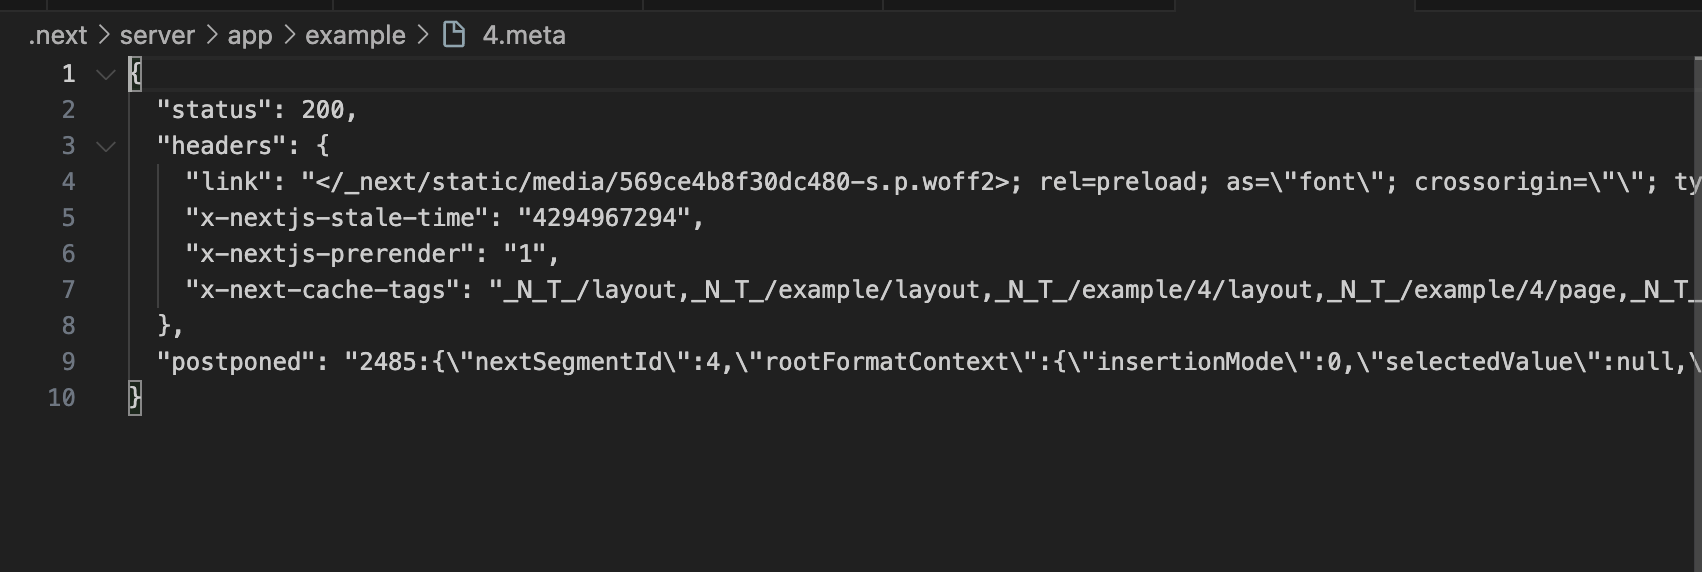 .next > server > app > example > 4.meta
1 {
2 "status": 200,
3 "headers": {
4 "link": "</_next/static/media/569ce4b8f30dc480-s.p.woff2>; rel=preload; as=\"font\"; crossorigin=\"\"; ty
5 "x-nextjs-stale-time": "4294967294",
6 "x-nextjs-prerender": "1",
7 "x-next-cache-tags": "_N_T_/layout,_N_T_/example/layout,_N_T_/example/4/layout,_N_T_/example/4/page,_N_T_
8 },
9 "postponed": "2485:{\"nextSegmentId\":4,\"rootFormatContext\":{\"insertionMode\":0,\"selectedValue\":null,\
10 }